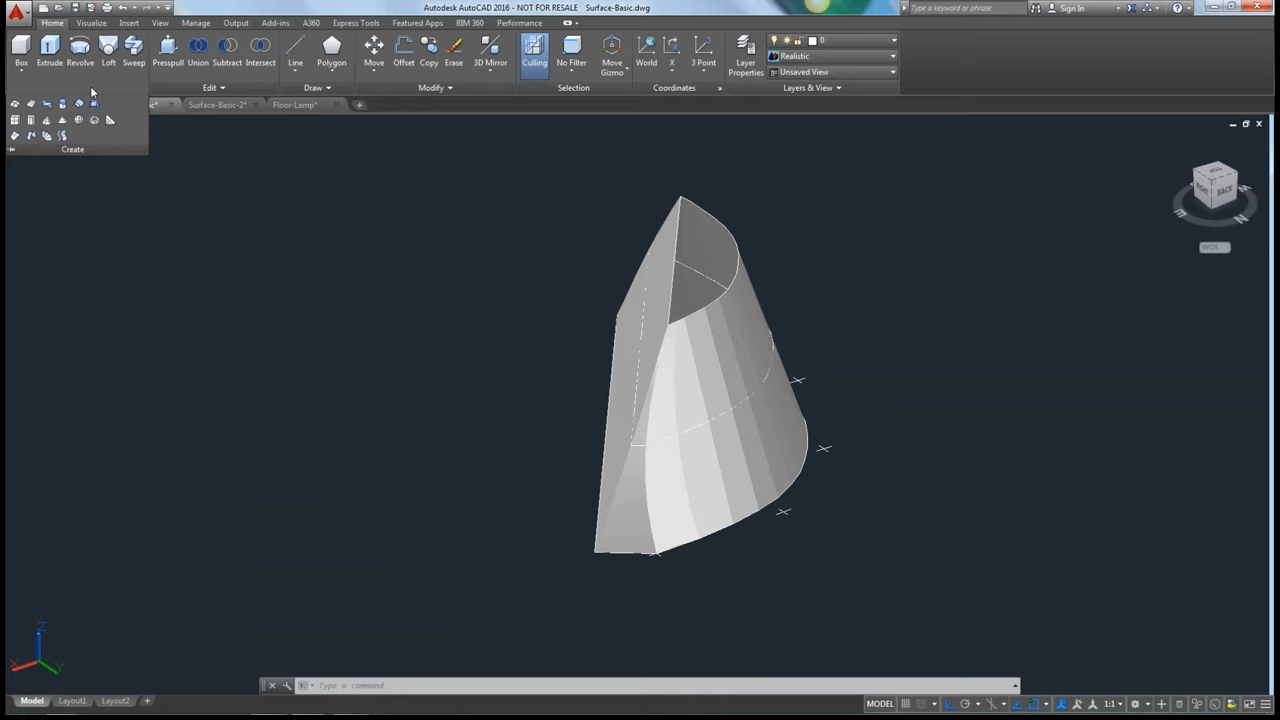 Autodesk AutoCAD 2016 - NOT FOR RESALE Surface-Basic.dwg
Type a keyword or phrase
Sign In
Home Visualize Insert View Manage Output Add-ins A360 Express Tools Featured Apps BIM 360 Performance
Box Extrude Revolve Loft Sweep Presspull Union Subtract Intersect Line Polygon Move Offset Copy Erase 3D Mirror Culling No Filter Move Gizmo World X 3 Point Layer Properties
0
Realistic
Unsaved View
Edit Draw Modify Selection Coordinates Layers & View
Surface-Basic-2* Floor-Lamp*
Create
RIGHT BACK
N
WCS
Z
X Y
Type a command
Model Layout1 Layout2 +
MODEL 1:1